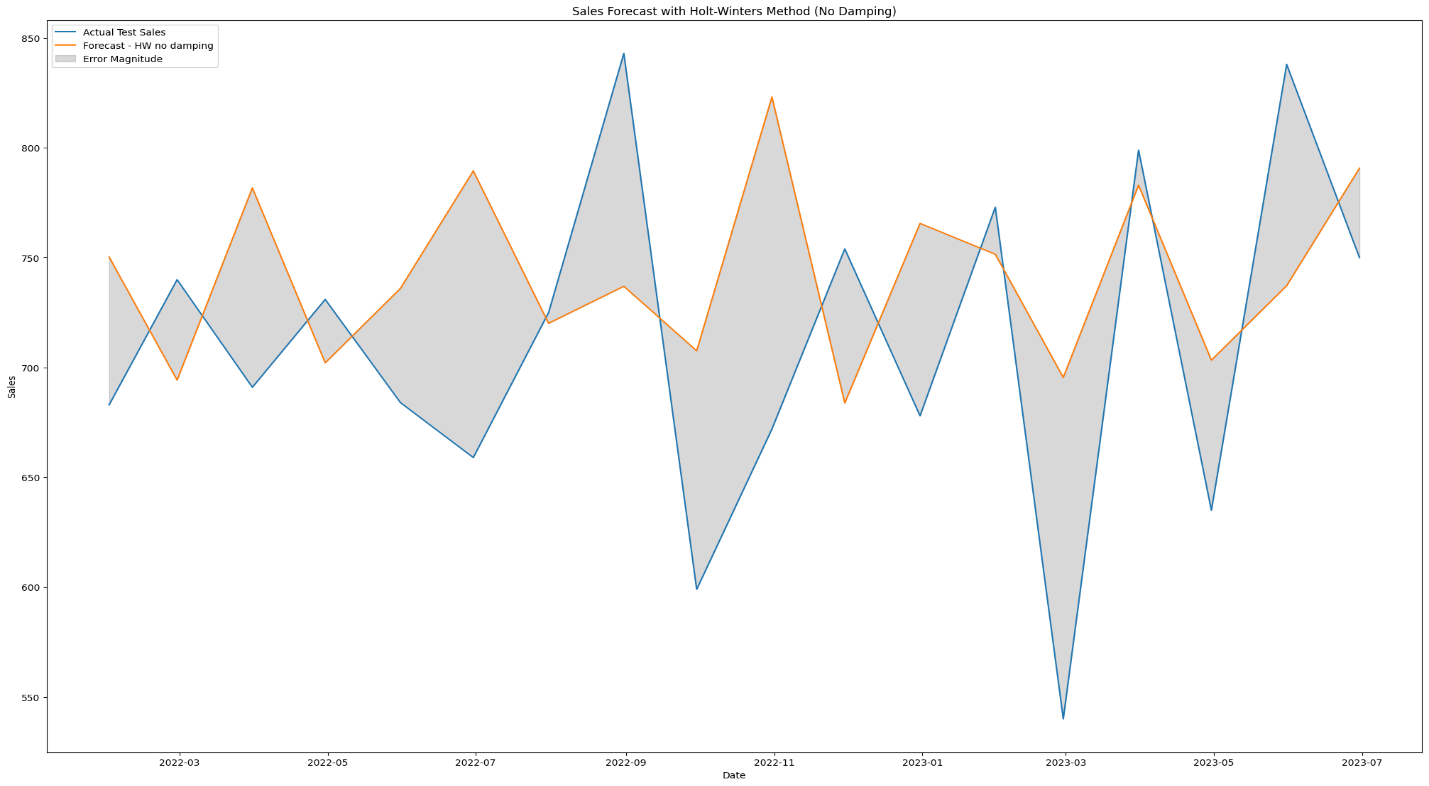 Sales Forecast with Holt-Winters Method (No Damping)
Actual Test Sales
Forecast - HW no damping
Error Magnitude
850
800
750
700
650
600
550
Sales
2022-03 2022-05 2022-07 2022-09 2022-11 2023-01 2023-03 2023-05 2023-07
Date